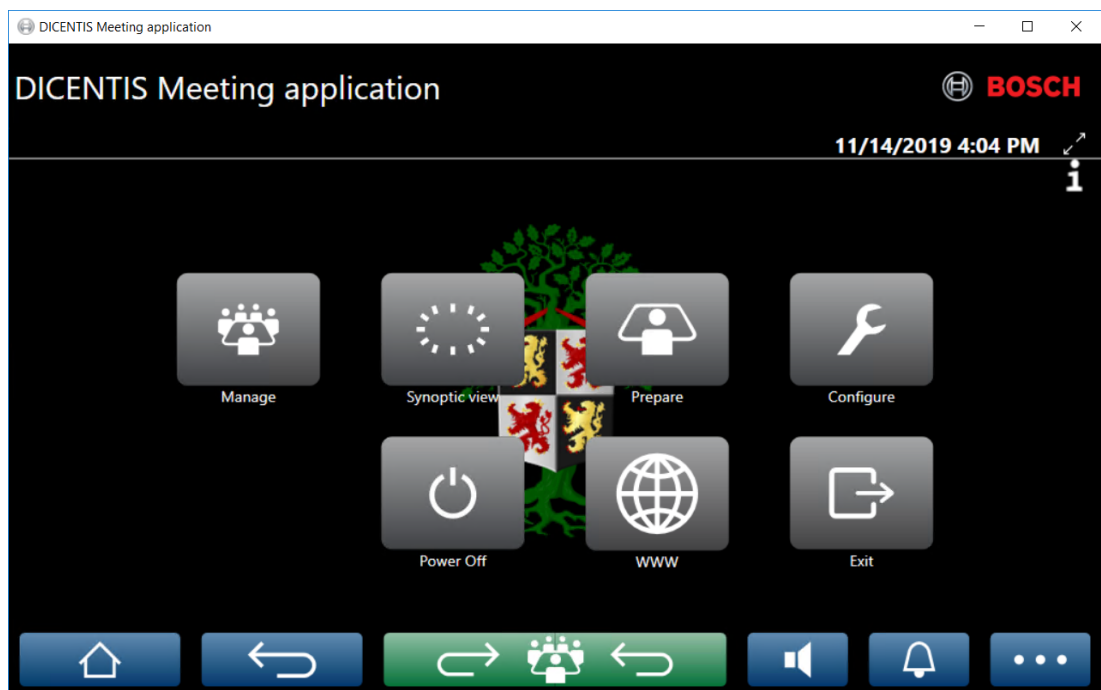 DICENTIS Meeting application
DICENTIS Meeting application
BOSCH
11/14/2019 4:04 PM
i
Manage
Synoptic view
Prepare
Configure
Power Off
WWW
Exit